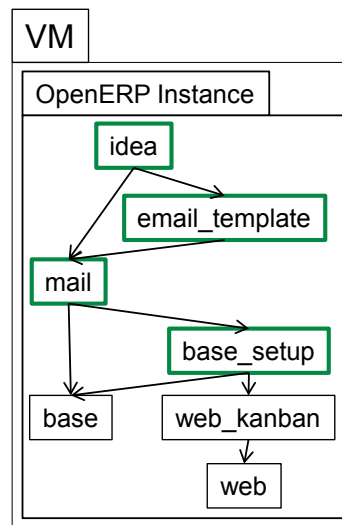 VM
OpenERP Instance
idea
email_template
mail
base_setup
base web_kanban
web